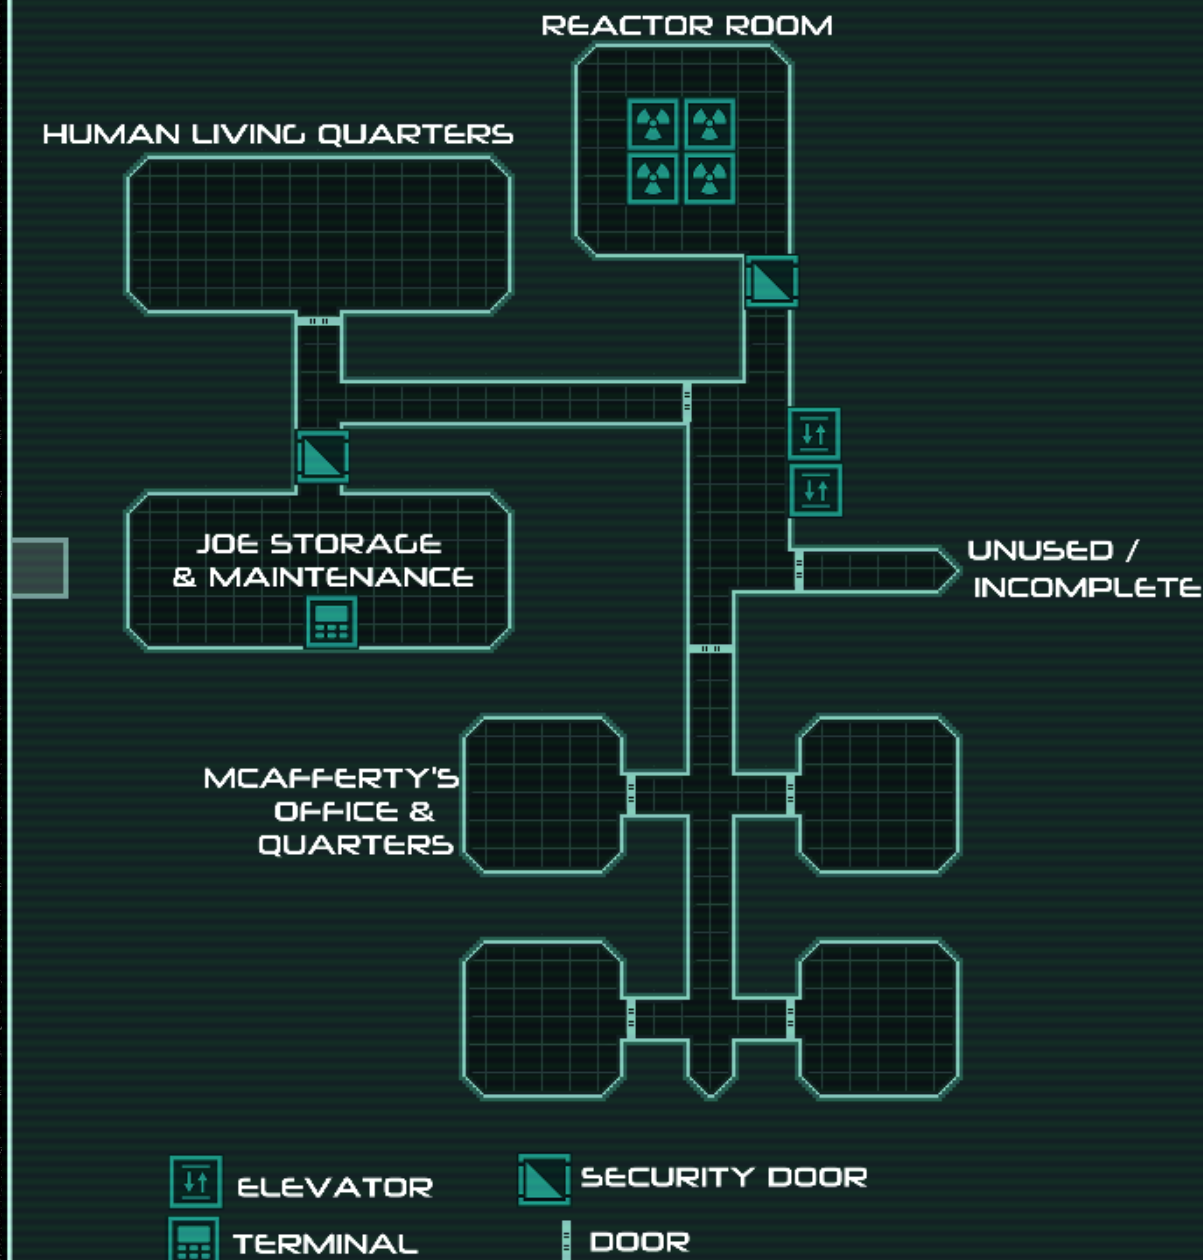 REACTOR ROOM
HUMAN LIVING QUARTERS
JOE STORAGE
& MAINTENANCE
UNUSED /
INCOMPLETE
MCAFFERTY'S
OFFICE &
QUARTERS
ELEVATOR
SECURITY DOOR
TERMINAL
DOOR